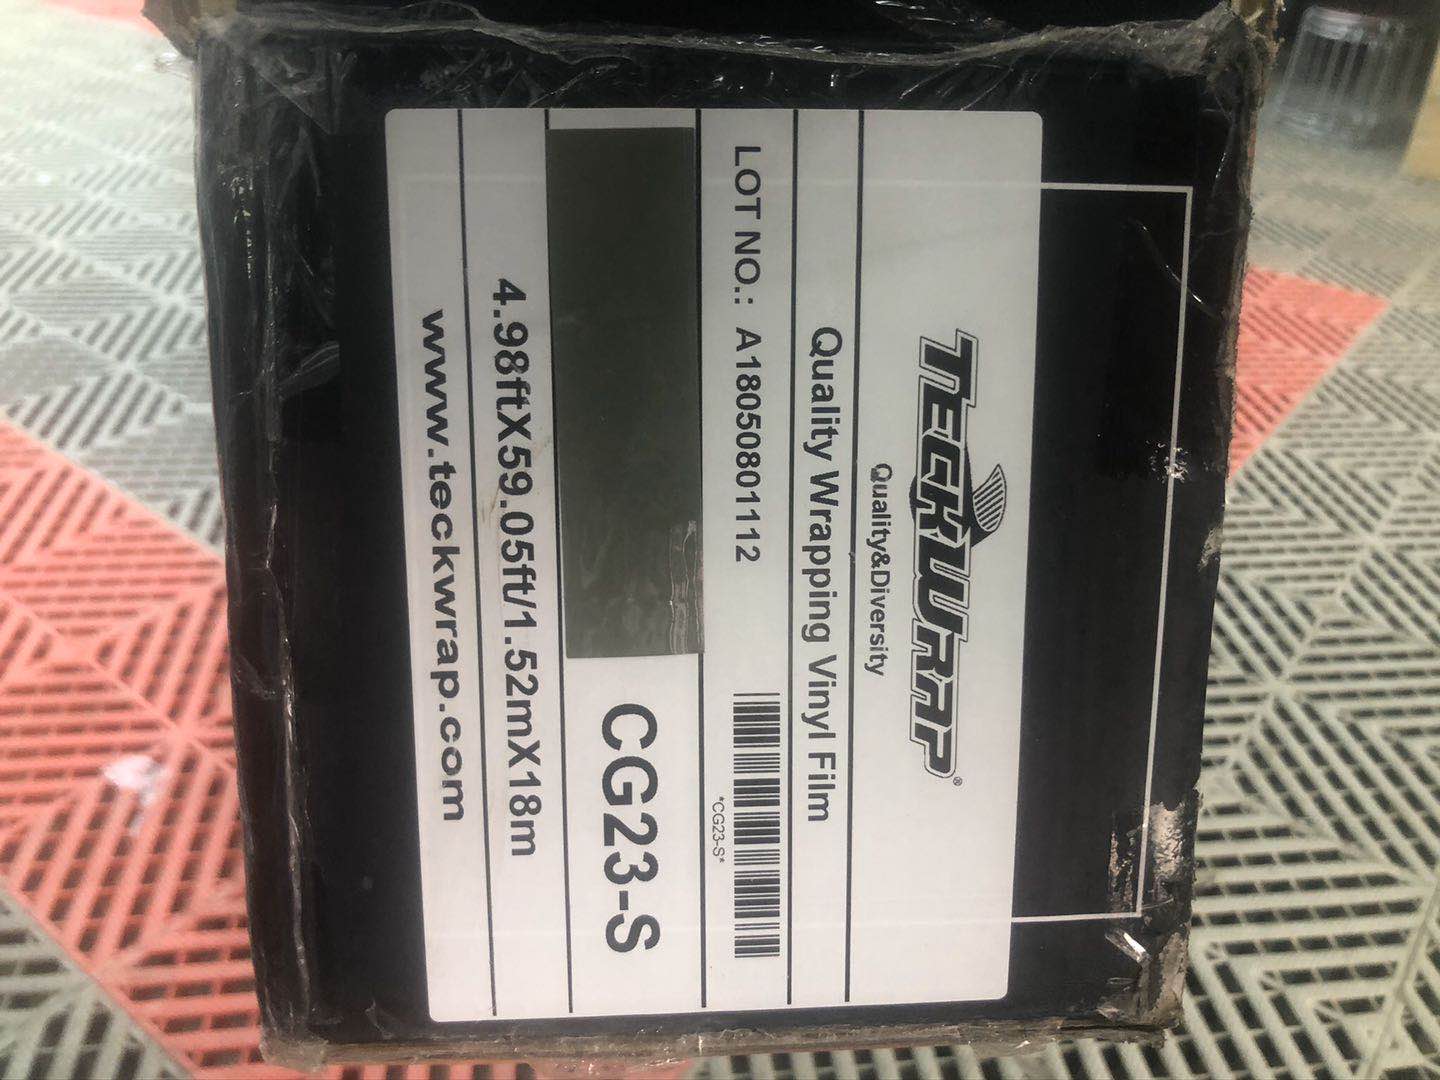 TECKWRAP®
Quality&Diversity
Quality Wrapping Vinyl Film
LOT NO.: A18050801112
*CG23-S*
CG23-S
4.98ftX59.05ft/1.52mX18m
www.teckwrap.com